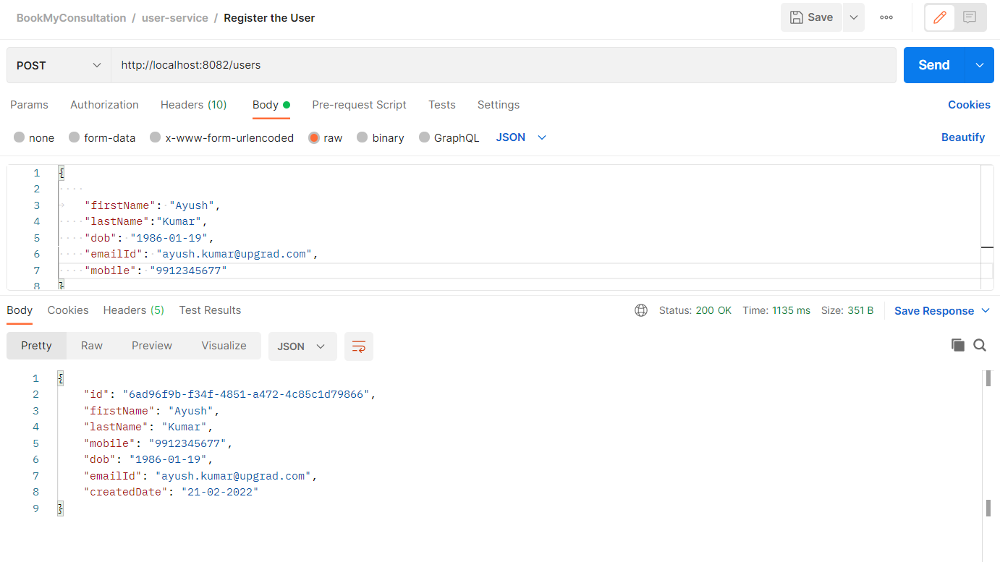 BookMyConsultation / user-service / Register the User
Save
POST
http://localhost:8082/users
Send
Params Authorization Headers (10) Body Pre-request Script Tests Settings Cookies
none form-data x-www-form-urlencoded raw binary GraphQL JSON Beautify
1 {
2
3 "firstName": "Ayush",
4 "lastName":"Kumar",
5 "dob": "1986-01-19",
6 "emailId": "ayush.kumar@upgrad.com",
7 "mobile": "9912345677"
8 }
Body Cookies Headers (5) Test Results Status: 200 OK Time: 1135 ms Size: 351 B Save Response
Pretty Raw Preview Visualize JSON
1 {
2 "id": "6ad96f9b-f34f-4851-a472-4c85c1d79866",
3 "firstName": "Ayush",
4 "lastName": "Kumar",
5 "mobile": "9912345677",
6 "dob": "1986-01-19",
7 "emailId": "ayush.kumar@upgrad.com",
8 "createdDate": "21-02-2022"
9 }